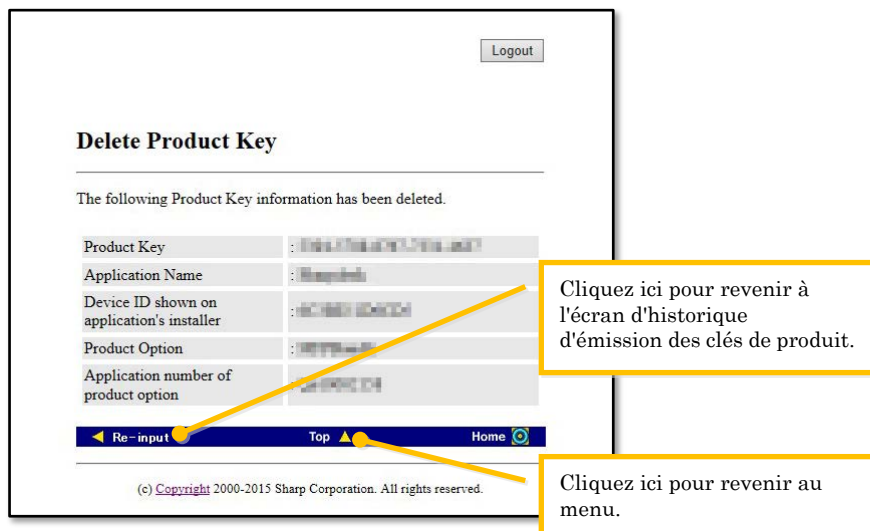 Logout
Delete Product Key
The following Product Key information has been deleted.
Product Key :
Application Name :
Device ID shown on
application's installer :
Product Option :
Application number of
product option :
Cliquez ici pour revenir à
l'écran d'historique
d'émission des clés de produit.
Re-input Top Home
Cliquez ici pour revenir au
menu.
(c) Copyright 2000-2015 Sharp Corporation. All rights reserved.